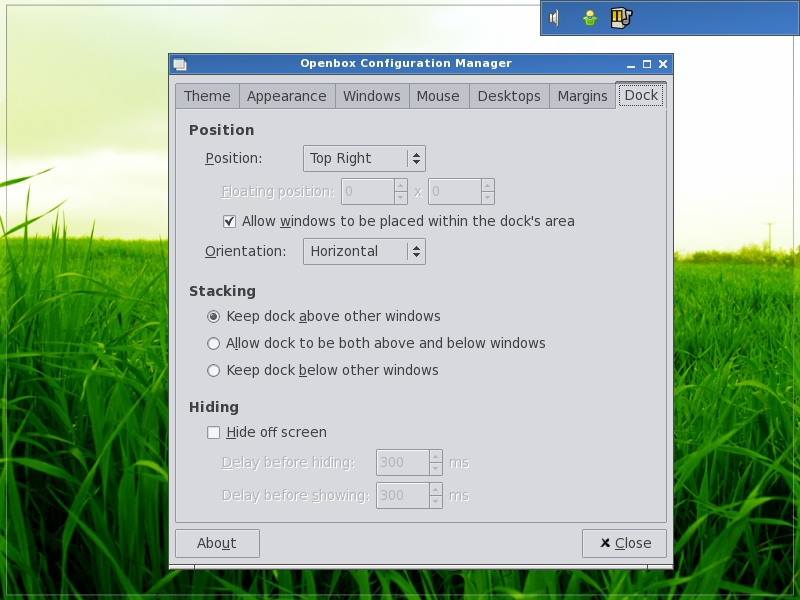 Openbox Configuration Manager
Theme Appearance Windows Mouse Desktops Margins Dock
Position
Position: Top Right
Floating position: 0 x 0
Allow windows to be placed within the dock's area
Orientation: Horizontal
Stacking
Keep dock above other windows
Allow dock to be both above and below windows
Keep dock below other windows
Hiding
Hide off screen
Delay before hiding: 300 ms
Delay before showing: 300 ms
About Close